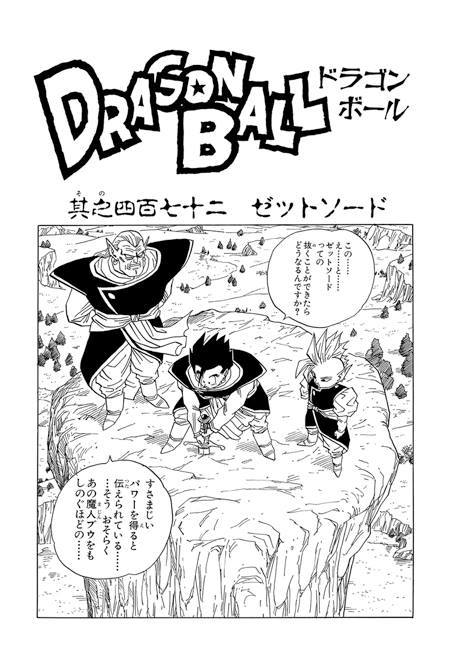 DRAGON BALL
ドラゴン
ボール
其之四百七十二 ゼットソード
その
この……
え……と…
ゼットソード
っての
抜くことができたら
どうなるんですか?
すさまじい
パワーを得ると
伝えられている……
…そう おそらく
あの魔人ブウをも
しのぐほどの……